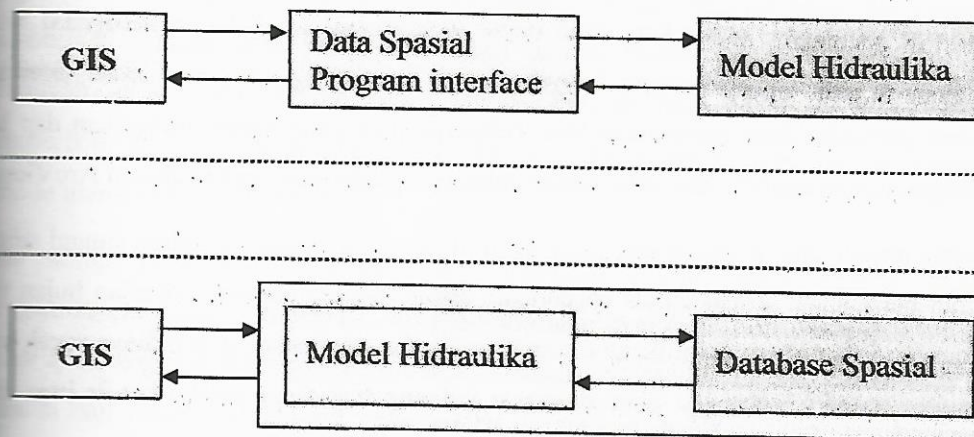 GIS
Data Spasial
Program interface
Model Hidraulika
GIS
Model Hidraulika
Database Spasial